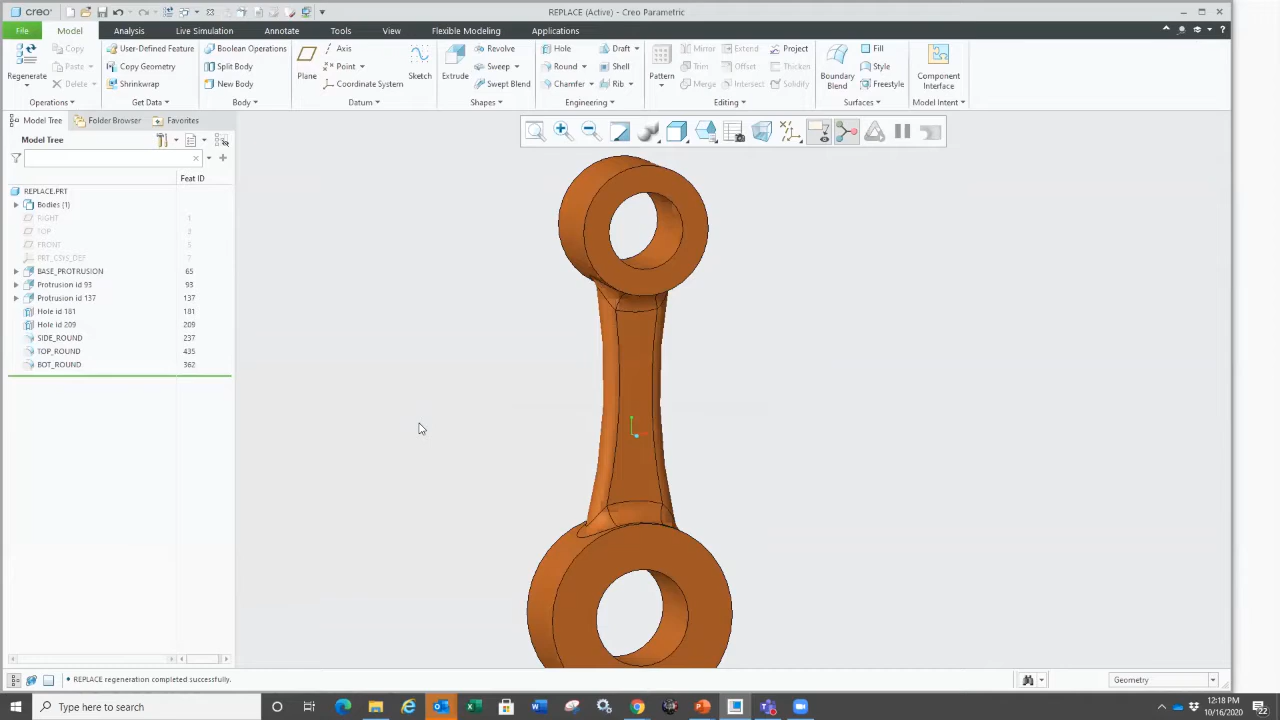 creo
REPLACE (Active) - Creo Parametric
File
Model
Analysis
Live Simulation
Annotate
Tools
View
Flexible Modeling
Applications
Regenerate
Copy
Paste
Delete
Operations
User-Defined Feature
Copy Geometry
Shrinkwrap
Get Data
Boolean Operations
Split Body
New Body
Body
Plane
Axis
Point
Coordinate System
Sketch
Datum
Extrude
Revolve
Sweep
Swept Blend
Shapes
Hole
Round
Chamfer
Draft
Shell
Rib
Engineering
Pattern
Mirror
Trim
Merge
Extend
Offset
Intersect
Project
Thicken
Solidify
Editing
Boundary
Blend
Fill
Style
Freestyle
Surfaces
Component
Interface
Model Intent
Model Tree
Folder Browser
Favorites
Model Tree
Feat ID
REPLACE.PRT
Bodies (1)
RIGHT 1
TOP 3
FRONT 5
PRT_CSYS_DEF 7
BASE_PROTRUSION 65
Protrusion id 93 93
Protrusion id 137 137
Hole id 181 181
Hole id 209 209
SIDE_ROUND 237
TOP_ROUND 435
BOT_ROUND 362
• REPLACE regeneration completed successfully.
Geometry
Type here to search
12:18 PM
10/16/2020